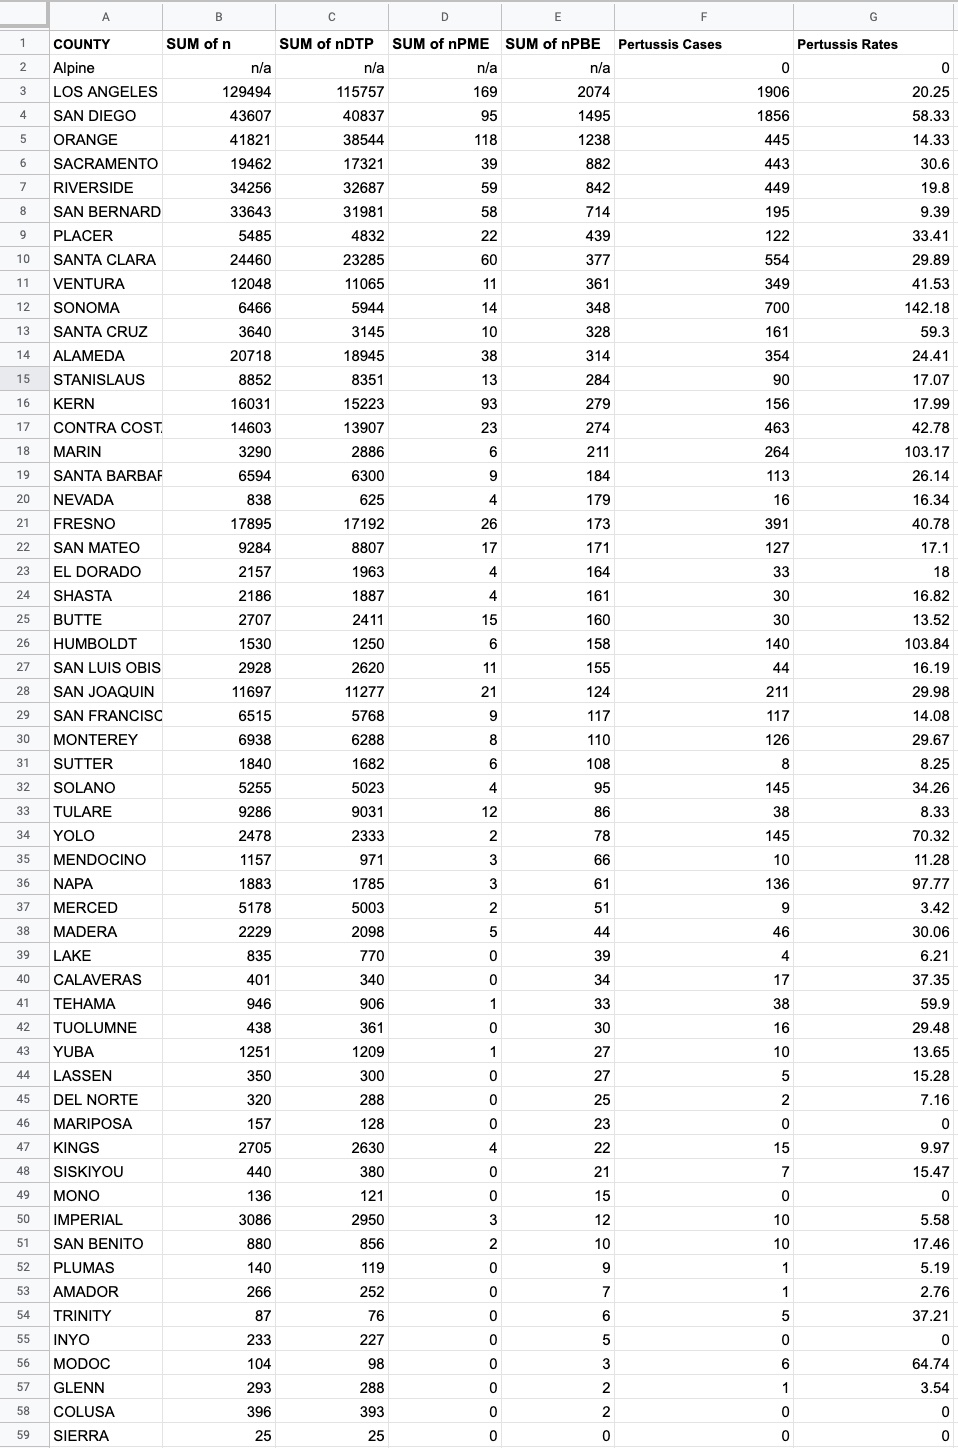 A B C D E F G
1 COUNTY SUM of n SUM of nDTP SUM of nPME SUM of nPBE Pertussis Cases Pertussis Rates
2 Alpine n/a n/a n/a n/a 0 0
3 LOS ANGELES 129494 115757 169 2074 1906 20.25
4 SAN DIEGO 43607 40837 95 1495 1856 58.33
5 ORANGE 41821 38544 118 1238 445 14.33
6 SACRAMENTO 19462 17321 39 882 443 30.6
7 RIVERSIDE 34256 32687 59 842 449 19.8
8 SAN BERNARD 33643 31981 58 714 195 9.39
9 PLACER 5485 4832 22 439 122 33.41
10 SANTA CLARA 24460 23285 60 377 554 29.89
11 VENTURA 12048 11065 11 361 349 41.53
12 SONOMA 6466 5944 14 348 700 142.18
13 SANTA CRUZ 3640 3145 10 328 161 59.3
14 ALAMEDA 20718 18945 38 314 354 24.41
15 STANISLAUS 8852 8351 13 284 90 17.07
16 KERN 16031 15223 93 279 156 17.99
17 CONTRA COST 14603 13907 23 274 463 42.78
18 MARIN 3290 2886 6 211 264 103.17
19 SANTA BARBAR 6594 6300 9 184 113 26.14
20 NEVADA 838 625 4 179 16 16.34
21 FRESNO 17895 17192 26 173 391 40.78
22 SAN MATEO 9284 8807 17 171 127 17.1
23 EL DORADO 2157 1963 4 164 33 18
24 SHASTA 2186 1887 4 161 30 16.82
25 BUTTE 2707 2411 15 160 30 13.52
26 HUMBOLDT 1530 1250 6 158 140 103.84
27 SAN LUIS OBIS 2928 2620 11 155 44 16.19
28 SAN JOAQUIN 11697 11277 21 124 211 29.98
29 SAN FRANCISC 6515 5768 9 117 117 14.08
30 MONTEREY 6938 6288 8 110 126 29.67
31 SUTTER 1840 1682 6 108 8 8.25
32 SOLANO 5255 5023 4 95 145 34.26
33 TULARE 9286 9031 12 86 38 8.33
34 YOLO 2478 2333 2 78 145 70.32
35 MENDOCINO 1157 971 3 66 10 11.28
36 NAPA 1883 1785 3 61 136 97.77
37 MERCED 5178 5003 2 51 9 3.42
38 MADERA 2229 2098 5 44 46 30.06
39 LAKE 835 770 0 39 4 6.21
40 CALAVERAS 401 340 0 34 17 37.35
41 TEHAMA 946 906 1 33 38 59.9
42 TUOLUMNE 438 361 0 30 16 29.48
43 YUBA 1251 1209 1 27 10 13.65
44 LASSEN 350 300 0 27 5 15.28
45 DEL NORTE 320 288 0 25 2 7.16
46 MARIPOSA 157 128 0 23 0 0
47 KINGS 2705 2630 4 22 15 9.97
48 SISKIYOU 440 380 0 21 7 15.47
49 MONO 136 121 0 15 0 0
50 IMPERIAL 3086 2950 3 12 10 5.58
51 SAN BENITO 880 856 2 10 10 17.46
52 PLUMAS 140 119 0 9 1 5.19
53 AMADOR 266 252 0 7 1 2.76
54 TRINITY 87 76 0 6 5 37.21
55 INYO 233 227 0 5 0 0
56 MODOC 104 98 0 3 6 64.74
57 GLENN 293 288 0 2 1 3.54
58 COLUSA 396 393 0 2 0 0
59 SIERRA 25 25 0 0 0 0